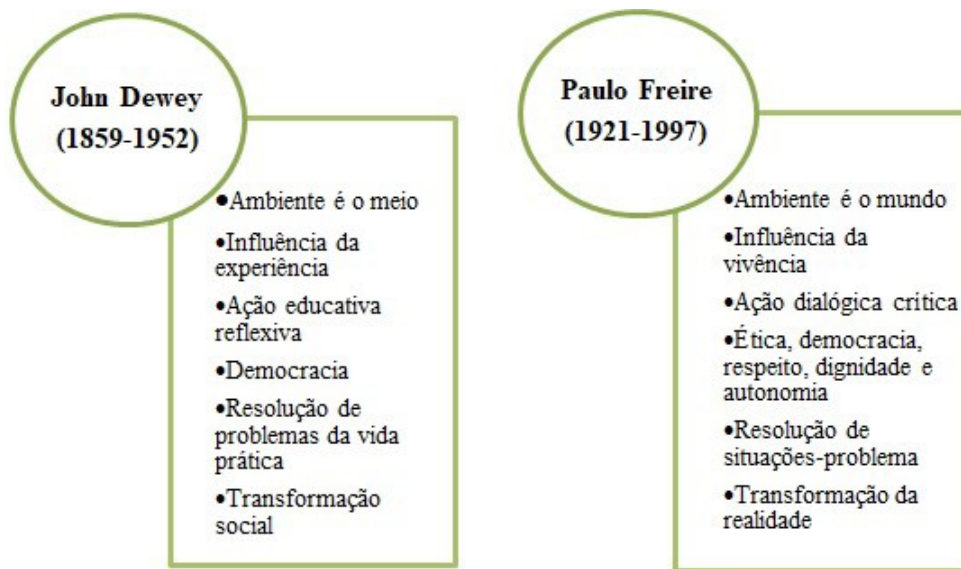 John Dewey
(1859-1952)
•Ambiente é o meio
•Influência da
experiência
•Ação educativa
reflexiva
•Democracia
•Resolução de
problemas da vida
prática
•Transformação
social
Paulo Freire
(1921-1997)
•Ambiente é o mundo
•Influência da
vivência
•Ação dialógica crítica
•Ética, democracia,
respeito, dignidade e
autonomia
•Resolução de
situações-problema
•Transformação da
realidade